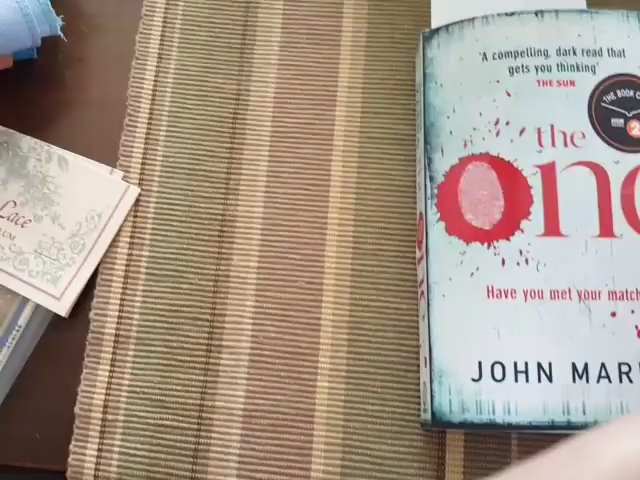 'A compelling, dark read that
gets you thinking'
THE SUN
THE BOOK
2
the
one
Have you met your match
JOHN MAR
Lace